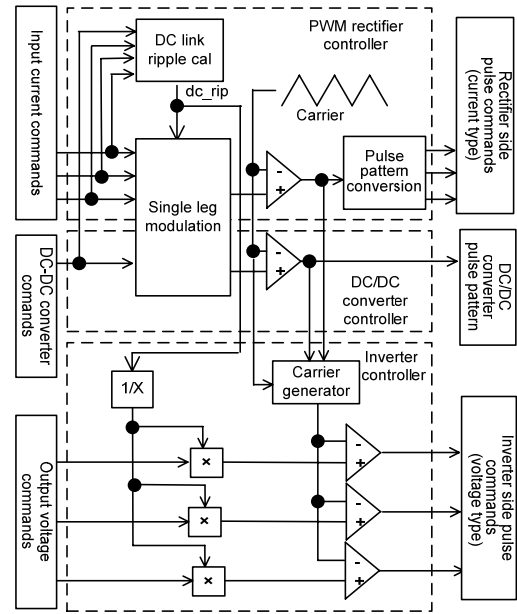 Input current commands
DC link
ripple cal
PWM rectifier
controller
dc_rip
Carrier
Rectifier side
pulse commands
(current type)
Single leg
modulation
-
+
Pulse
pattern
conversion
DC-DC converter
comands
-
+
DC/DC
converter
controller
DC/DC
converter
pulse pattern
1/X
Carrier
generator
Inverter
controller
Output voltage
commands
×
-
+
×
-
+
×
-
+
Inverter side pulse
commands
(voltage type)